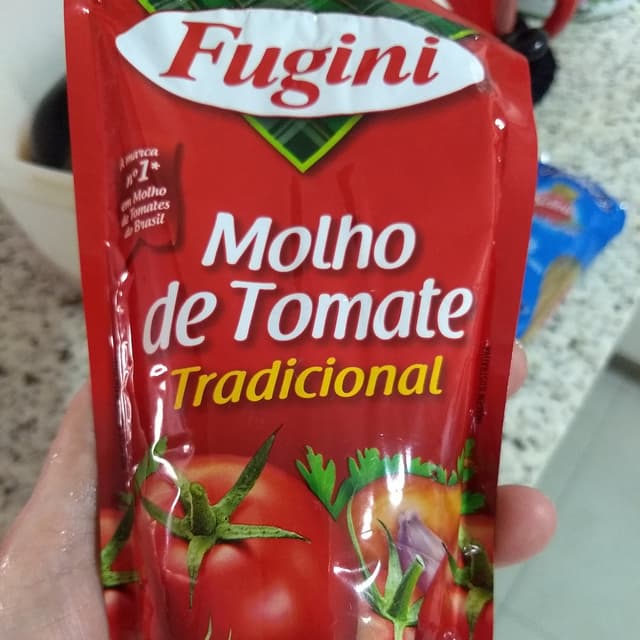 Fugini
A marca
nº1*
em Molho
de Tomates
do Brasil
Molho
de Tomate
Tradicional